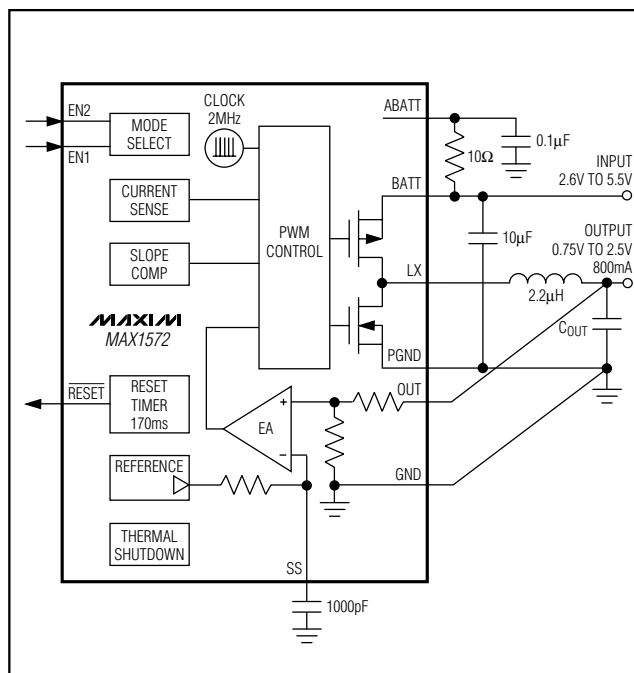 EN2
EN1
MODE
SELECT
CLOCK
2MHz
ABATT
10Ω
0.1μF
INPUT
2.6V TO 5.5V
BATT
CURRENT
SENSE
PWM
CONTROL
10μF
OUTPUT
0.75V TO 2.5V
800mA
SLOPE
COMP
LX
2.2μH
COUT
MAXIM
MAX1572
PGND
RESET
RESET
TIMER
170ms
OUT
EA
+
−
REFERENCE
GND
THERMAL
SHUTDOWN
SS
1000pF